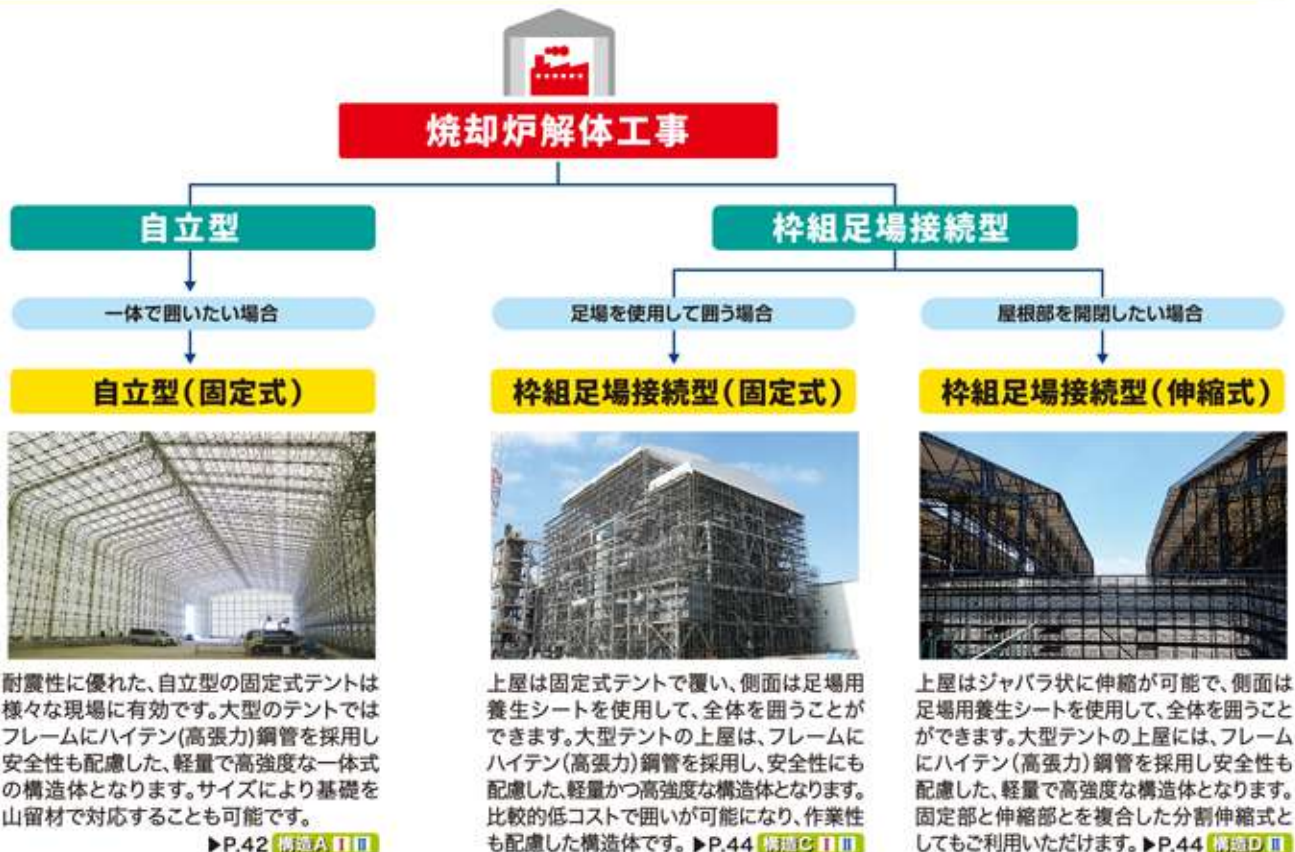 焼却炉解体工事
自立型
枠組足場接続型
一体で囲いたい場合
足場を使用して囲う場合
屋根部を開閉したい場合
自立型(固定式)
枠組足場接続型(固定式)
枠組足場接続型(伸縮式)
耐震性に優れた、自立型の固定式テントは
様々な現場に有効です。大型のテントでは
フレームにハイテン(高張力)鋼管を採用し
安全性も配慮した、軽量で高強度な一体式
の構造体となります。サイズにより基礎を
山留材で対応することも可能です。
▶P.42 構造A Ⅰ Ⅱ
上屋は固定式テントで覆い、側面は足場用
養生シートを使用して、全体を囲うことが
できます。大型テントの上屋は、フレームに
ハイテン(高張力)鋼管を採用し、安全性にも
配慮した、軽量かつ高強度な構造体となります。
比較的低コストで囲いが可能になり、作業性
も配慮した構造体です。▶P.44 構造C Ⅰ Ⅱ
上屋はジャバラ状に伸縮が可能で、側面は
足場用養生シートを使用して、全体を囲うこと
ができます。大型テントの上屋には、フレーム
にハイテン(高張力)鋼管を採用し安全性も
配慮した、軽量で高強度な構造体となります。
固定部と伸縮部とを複合した分割伸縮式と
してもご利用いただけます。▶P.44 構造D Ⅱ